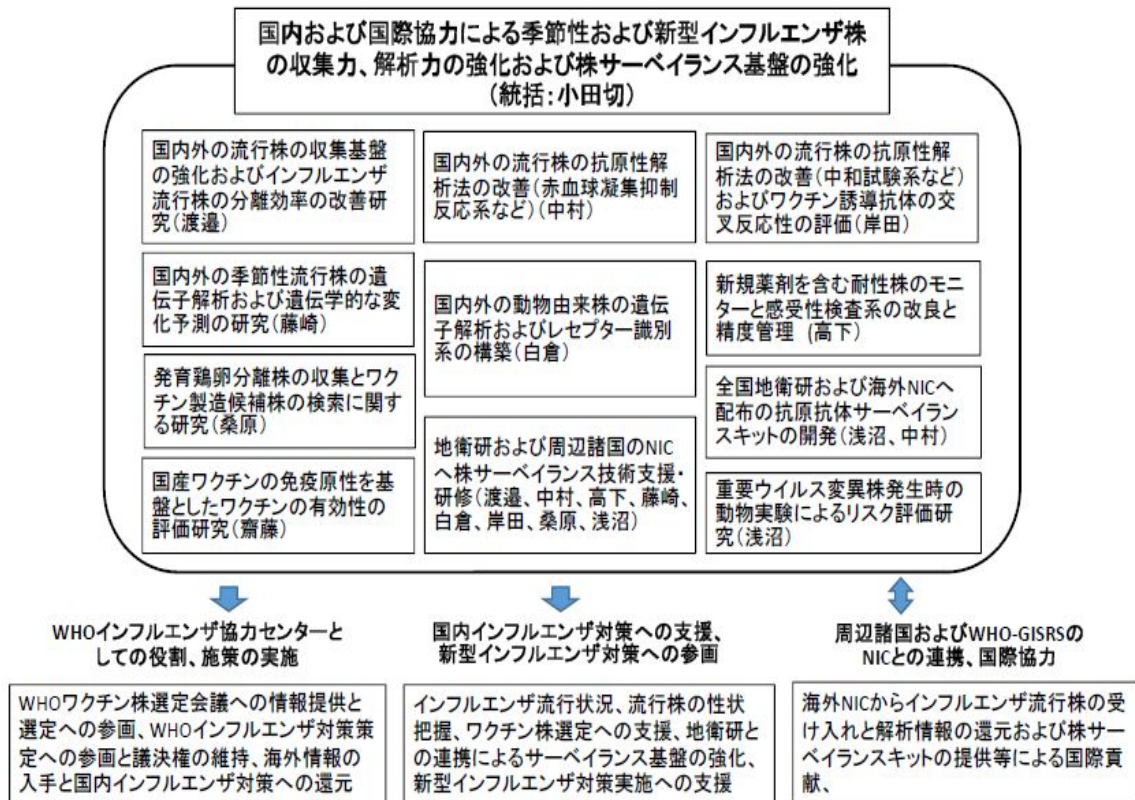 国内および国際協力による季節性および新型インフルエンザ株
の収集力、解析力の強化および株サーベイランス基盤の強化
(統括:小田切)
国内外の流行株の収集基盤
の強化およびインフルエンザ
流行株の分離効率の改善研
究(渡邉)
国内外の季節性流行株の遺
伝子解析および遺伝学的な変
化予測の研究(藤崎)
発育鶏卵分離株の収集とワク
チン製造候補株の検索に関す
る研究(桑原)
国産ワクチンの免疫原性を基
盤としたワクチンの有効性の
評価研究(齋藤)
国内外の流行株の抗原性解
析法の改善(赤血球凝集抑制
反応系など)(中村)
国内外の動物由来株の遺伝
子解析およびレセプター識別
系の構築(白倉)
地衛研および周辺諸国のNIC
へ株サーベイランス技術支援・
研修(渡邉、中村、高下、藤崎、
白倉、岸田、桑原、浅沼)
国内外の流行株の抗原性解
析法の改善(中和試験系など)
およびワクチン誘導抗体の交
叉反応性の評価(岸田)
新規薬剤を含む耐性株のモニ
ターと感受性検査系の改良と
精度管理 (高下)
全国地衛研および海外NICへ
配布の抗原抗体サーベイラン
スキットの開発(浅沼、中村)
重要ウイルス変異株発生時の
動物実験によるリスク評価研
究(浅沼)
WHOインフルエンザ協力センターと
しての役割、施策の実施
WHOワクチン株選定会議への情報提供と
選定への参画、WHOインフルエンザ対策策
定への参画と議決権の維持、海外情報の
入手と国内インフルエンザ対策への還元
国内インフルエンザ対策への支援、
新型インフルエンザ対策への参画
インフルエンザ流行状況、流行株の性状
把握、ワクチン株選定への支援、地衛研と
の連携によるサーベイランス基盤の強化、
新型インフルエンザ対策実施への支援
周辺諸国およびWHO-GISRSの
NICとの連携、国際協力
海外NICからインフルエンザ流行株の受
け入れと解析情報の還元および株サー
ベイランスキットの提供等による国際貢
献、